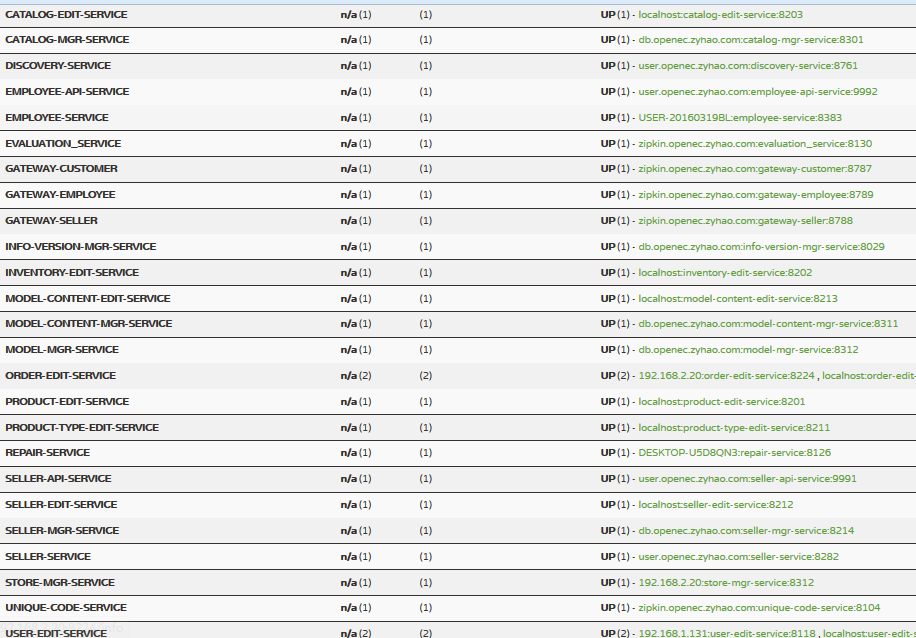 CATALOG-EDIT-SERVICE n/a (1) (1) UP (1) - localhost:catalog-edit-service:8203
CATALOG-MGR-SERVICE n/a (1) (1) UP (1) - db.openec.zyhao.com:catalog-mgr-service:8301
DISCOVERY-SERVICE n/a (1) (1) UP (1) - user.openec.zyhao.com:discovery-service:8761
EMPLOYEE-API-SERVICE n/a (1) (1) UP (1) - user.openec.zyhao.com:employee-api-service:9992
EMPLOYEE-SERVICE n/a (1) (1) UP (1) - USER-20160319BL:employee-service:8383
EVALUATION_SERVICE n/a (1) (1) UP (1) - zipkin.openec.zyhao.com:evaluation_service:8130
GATEWAY-CUSTOMER n/a (1) (1) UP (1) - zipkin.openec.zyhao.com:gateway-customer:8787
GATEWAY-EMPLOYEE n/a (1) (1) UP (1) - zipkin.openec.zyhao.com:gateway-employee:8789
GATEWAY-SELLER n/a (1) (1) UP (1) - zipkin.openec.zyhao.com:gateway-seller:8788
INFO-VERSION-MGR-SERVICE n/a (1) (1) UP (1) - db.openec.zyhao.com:info-version-mgr-service:8029
INVENTORY-EDIT-SERVICE n/a (1) (1) UP (1) - localhost:inventory-edit-service:8202
MODEL-CONTENT-EDIT-SERVICE n/a (1) (1) UP (1) - localhost:model-content-edit-service:8213
MODEL-CONTENT-MGR-SERVICE n/a (1) (1) UP (1) - db.openec.zyhao.com:model-content-mgr-service:8311
MODEL-MGR-SERVICE n/a (1) (1) UP (1) - db.openec.zyhao.com:model-mgr-service:8312
ORDER-EDIT-SERVICE n/a (2) (2) UP (2) - 192.168.2.20:order-edit-service:8224 , localhost:order-edit-
PRODUCT-EDIT-SERVICE n/a (1) (1) UP (1) - localhost:product-edit-service:8201
PRODUCT-TYPE-EDIT-SERVICE n/a (1) (1) UP (1) - localhost:product-type-edit-service:8211
REPAIR-SERVICE n/a (1) (1) UP (1) - DESKTOP-U5D8QN3:repair-service:8126
SELLER-API-SERVICE n/a (1) (1) UP (1) - user.openec.zyhao.com:seller-api-service:9991
SELLER-EDIT-SERVICE n/a (1) (1) UP (1) - localhost:seller-edit-service:8212
SELLER-MGR-SERVICE n/a (1) (1) UP (1) - db.openec.zyhao.com:seller-mgr-service:8214
SELLER-SERVICE n/a (1) (1) UP (1) - user.openec.zyhao.com:seller-service:8282
STORE-MGR-SERVICE n/a (1) (1) UP (1) - 192.168.2.20:store-mgr-service:8312
UNIQUE-CODE-SERVICE n/a (1) (1) UP (1) - zipkin.openec.zyhao.com:unique-code-service:8104
USER-EDIT-SERVICE n/a (2) (2) UP (2) - 192.168.1.131:user-edit-service:8118 , localhost:user-edit-s